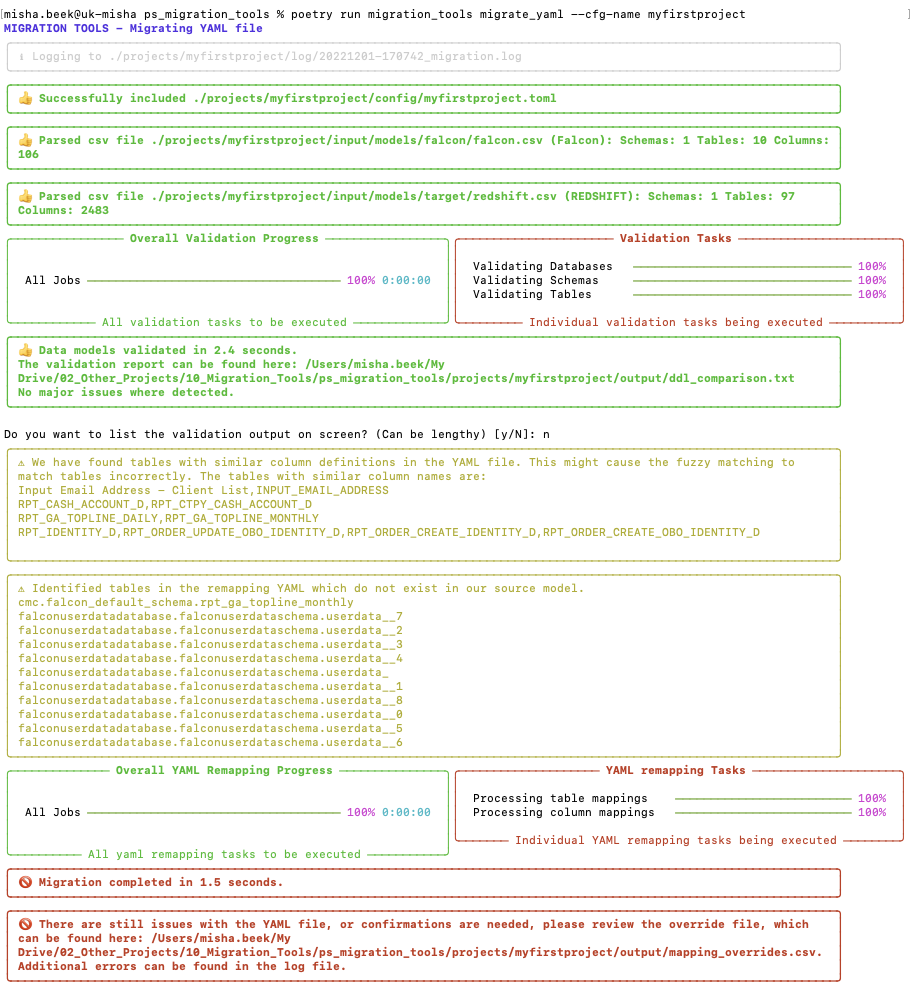 [misha.beek@uk-misha ps_migration_tools % poetry run migration_tools migrate_yaml --cfg-name myfirstproject ]
MIGRATION TOOLS - Migrating YAML file
ℹ Logging to ./projects/myfirstproject/log/20221201-170742_migration.log
👍 Successfully included ./projects/myfirstproject/config/myfirstproject.toml
👍 Parsed csv file ./projects/myfirstproject/input/models/falcon/falcon.csv (Falcon): Schemas: 1 Tables: 10 Columns:
106
👍 Parsed csv file ./projects/myfirstproject/input/models/target/redshift.csv (REDSHIFT): Schemas: 1 Tables: 97
Columns: 2483
Overall Validation Progress
All Jobs 100% 0:00:00
All validation tasks to be executed
Validation Tasks
Validating Databases 100%
Validating Schemas 100%
Validating Tables 100%
Individual validation tasks being executed
👍 Data models validated in 2.4 seconds.
The validation report can be found here: /Users/misha.beek/My
Drive/02_Other_Projects/10_Migration_Tools/ps_migration_tools/projects/myfirstproject/output/ddl_comparison.txt
No major issues where detected.
Do you want to list the validation output on screen? (Can be lengthy) [y/N]: n
⚠ We have found tables with similar column definitions in the YAML file. This might cause the fuzzy matching to
match tables incorrectly. The tables with similar column names are:
Input Email Address - Client List,INPUT_EMAIL_ADDRESS
RPT_CASH_ACCOUNT_D,RPT_CTPY_CASH_ACCOUNT_D
RPT_GA_TOPLINE_DAILY,RPT_GA_TOPLINE_MONTHLY
RPT_IDENTITY_D,RPT_ORDER_UPDATE_OBO_IDENTITY_D,RPT_ORDER_CREATE_IDENTITY_D,RPT_ORDER_CREATE_OBO_IDENTITY_D
⚠ Identified tables in the remapping YAML which do not exist in our source model.
cmc.falcon_default_schema.rpt_ga_topline_monthly
falconuserdatadatabase.falconuserdataschema.userdata__7
falconuserdatadatabase.falconuserdataschema.userdata__2
falconuserdatadatabase.falconuserdataschema.userdata__3
falconuserdatadatabase.falconuserdataschema.userdata__4
falconuserdatadatabase.falconuserdataschema.userdata_
falconuserdatadatabase.falconuserdataschema.userdata__1
falconuserdatadatabase.falconuserdataschema.userdata__8
falconuserdatadatabase.falconuserdataschema.userdata__0
falconuserdatadatabase.falconuserdataschema.userdata__5
falconuserdatadatabase.falconuserdataschema.userdata__6
Overall YAML Remapping Progress
All Jobs 100% 0:00:00
All yaml remapping tasks to be executed
YAML remapping Tasks
Processing table mappings 100%
Processing column mappings 100%
Individual YAML remapping tasks being executed
🚫 Migration completed in 1.5 seconds.
🚫 There are still issues with the YAML file, or confirmations are needed, please review the override file, which
can be found here: /Users/misha.beek/My
Drive/02_Other_Projects/10_Migration_Tools/ps_migration_tools/projects/myfirstproject/output/mapping_overrides.csv.
Additional errors can be found in the log file.